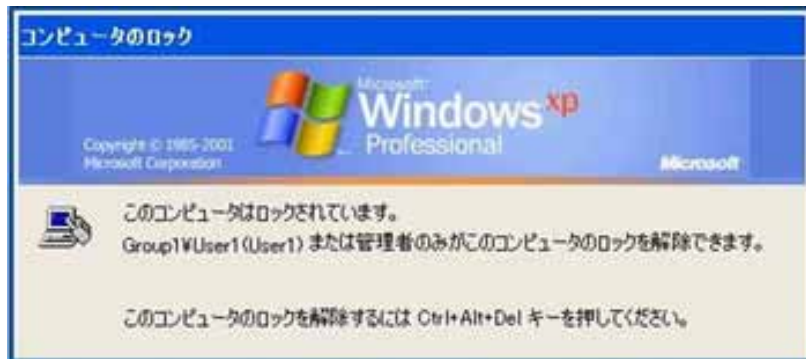 コンピュータのロック
Microsoft
Windows xp
Professional
Copyright © 1985-2001
Microsoft Corporation
Microsoft
このコンピュータはロックされています。
Group1¥User1(User1) または管理者のみがこのコンピュータのロックを解除できます。
このコンピュータのロックを解除するには Ctrl+Alt+Del キーを押してください。